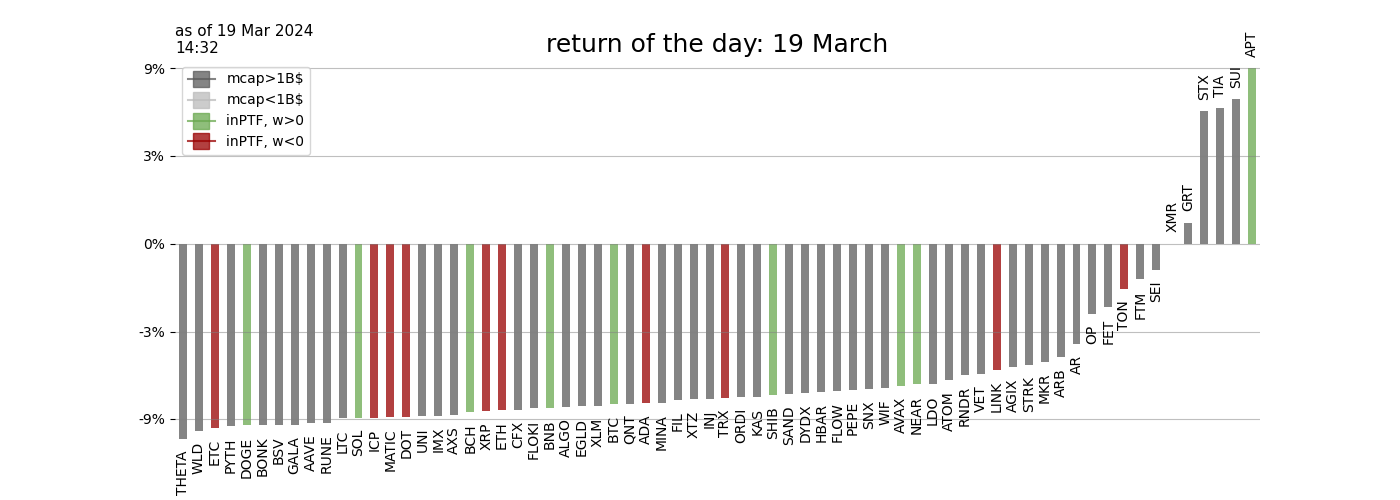 as of 19 Mar 2024
14:32
return of the day: 19 March
mcap>1B$
mcap<1B$
inPTF, w>0
inPTF, w<0
9%
3%
0%
-3%
-9%
THETA
WLD
ETC
PYTH
DOGE
BONK
BSV
GALA
AAVE
RUNE
LTC
SOL
ICP
MATIC
DOT
UNI
IMX
AXS
BCH
XRP
ETH
CFX
FLOKI
BNB
ALGO
EGLD
XLM
BTC
QNT
ADA
MINA
FIL
XTZ
INJ
TRX
ORDI
KAS
SHIB
SAND
DYDX
HBAR
FLOW
PEPE
SNX
WIF
AVAX
NEAR
LDO
ATOM
RNDR
VET
LINK
AGIX
STRK
MKR
ARB
AR
OP
FET
TON
FTM
SEI
XMR
GRT
STX
TIA
SUI
APT